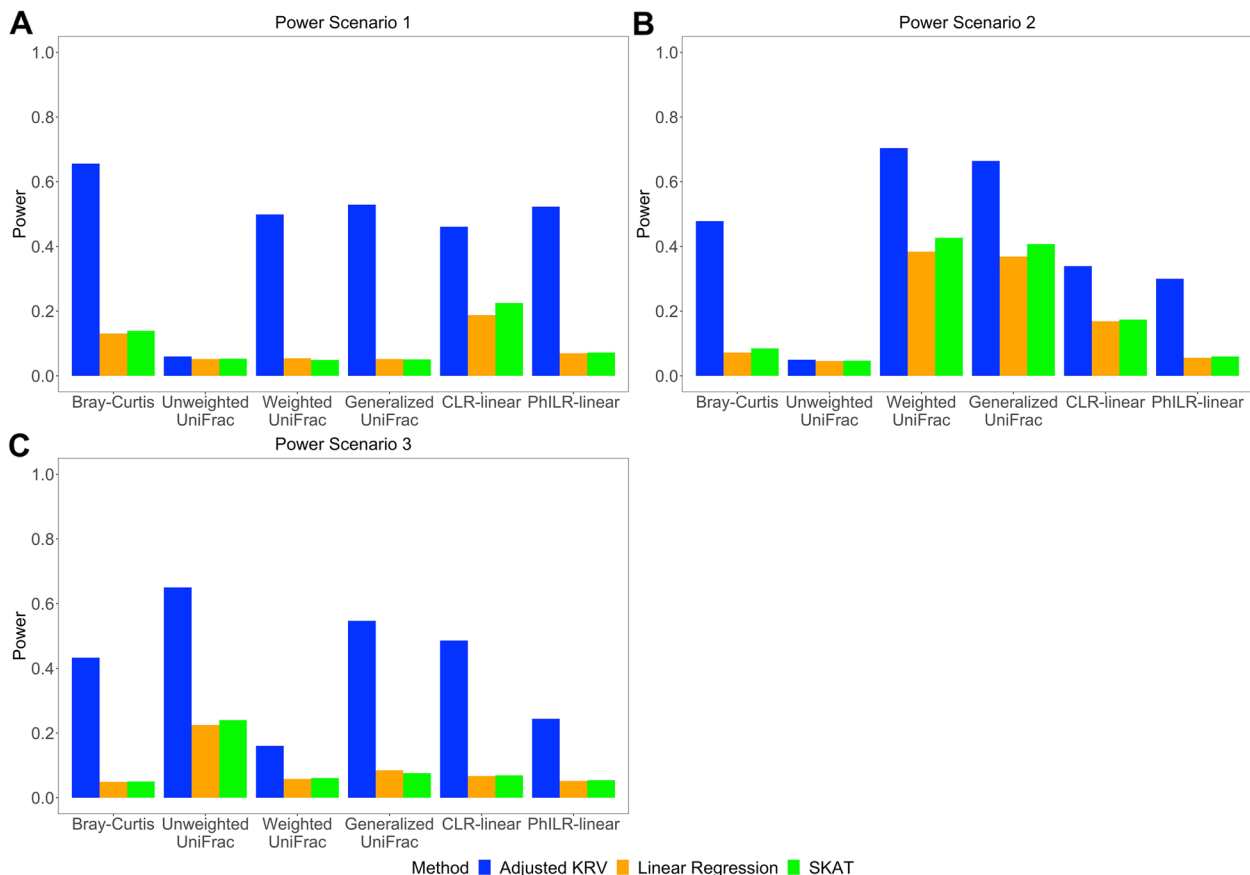 A
Power Scenario 1
Power
1.0
0.8
0.6
0.4
0.2
0.0
Bray-Curtis
Unweighted
UniFrac
Weighted
UniFrac
Generalized
UniFrac
CLR-linear
PhILR-linear
B
Power Scenario 2
Power
1.0
0.8
0.6
0.4
0.2
0.0
Bray-Curtis
Unweighted
UniFrac
Weighted
UniFrac
Generalized
UniFrac
CLR-linear
PhILR-linear
C
Power Scenario 3
Power
1.0
0.8
0.6
0.4
0.2
0.0
Bray-Curtis
Unweighted
UniFrac
Weighted
UniFrac
Generalized
UniFrac
CLR-linear
PhILR-linear
Method Adjusted KRV Linear Regression SKAT